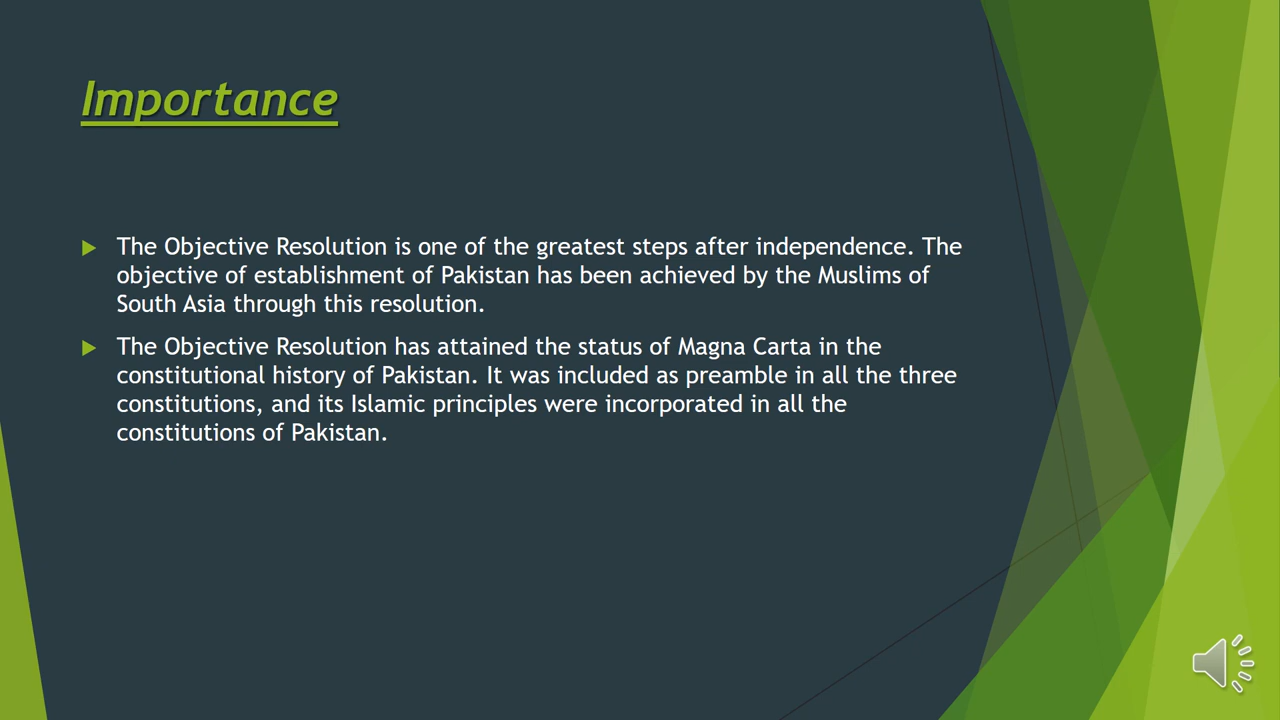 Importance
The Objective Resolution is one of the greatest steps after independence. The
objective of establishment of Pakistan has been achieved by the Muslims of
South Asia through this resolution.
The Objective Resolution has attained the status of Magna Carta in the
constitutional history of Pakistan. It was included as preamble in all the three
constitutions, and its Islamic principles were incorporated in all the
constitutions of Pakistan.